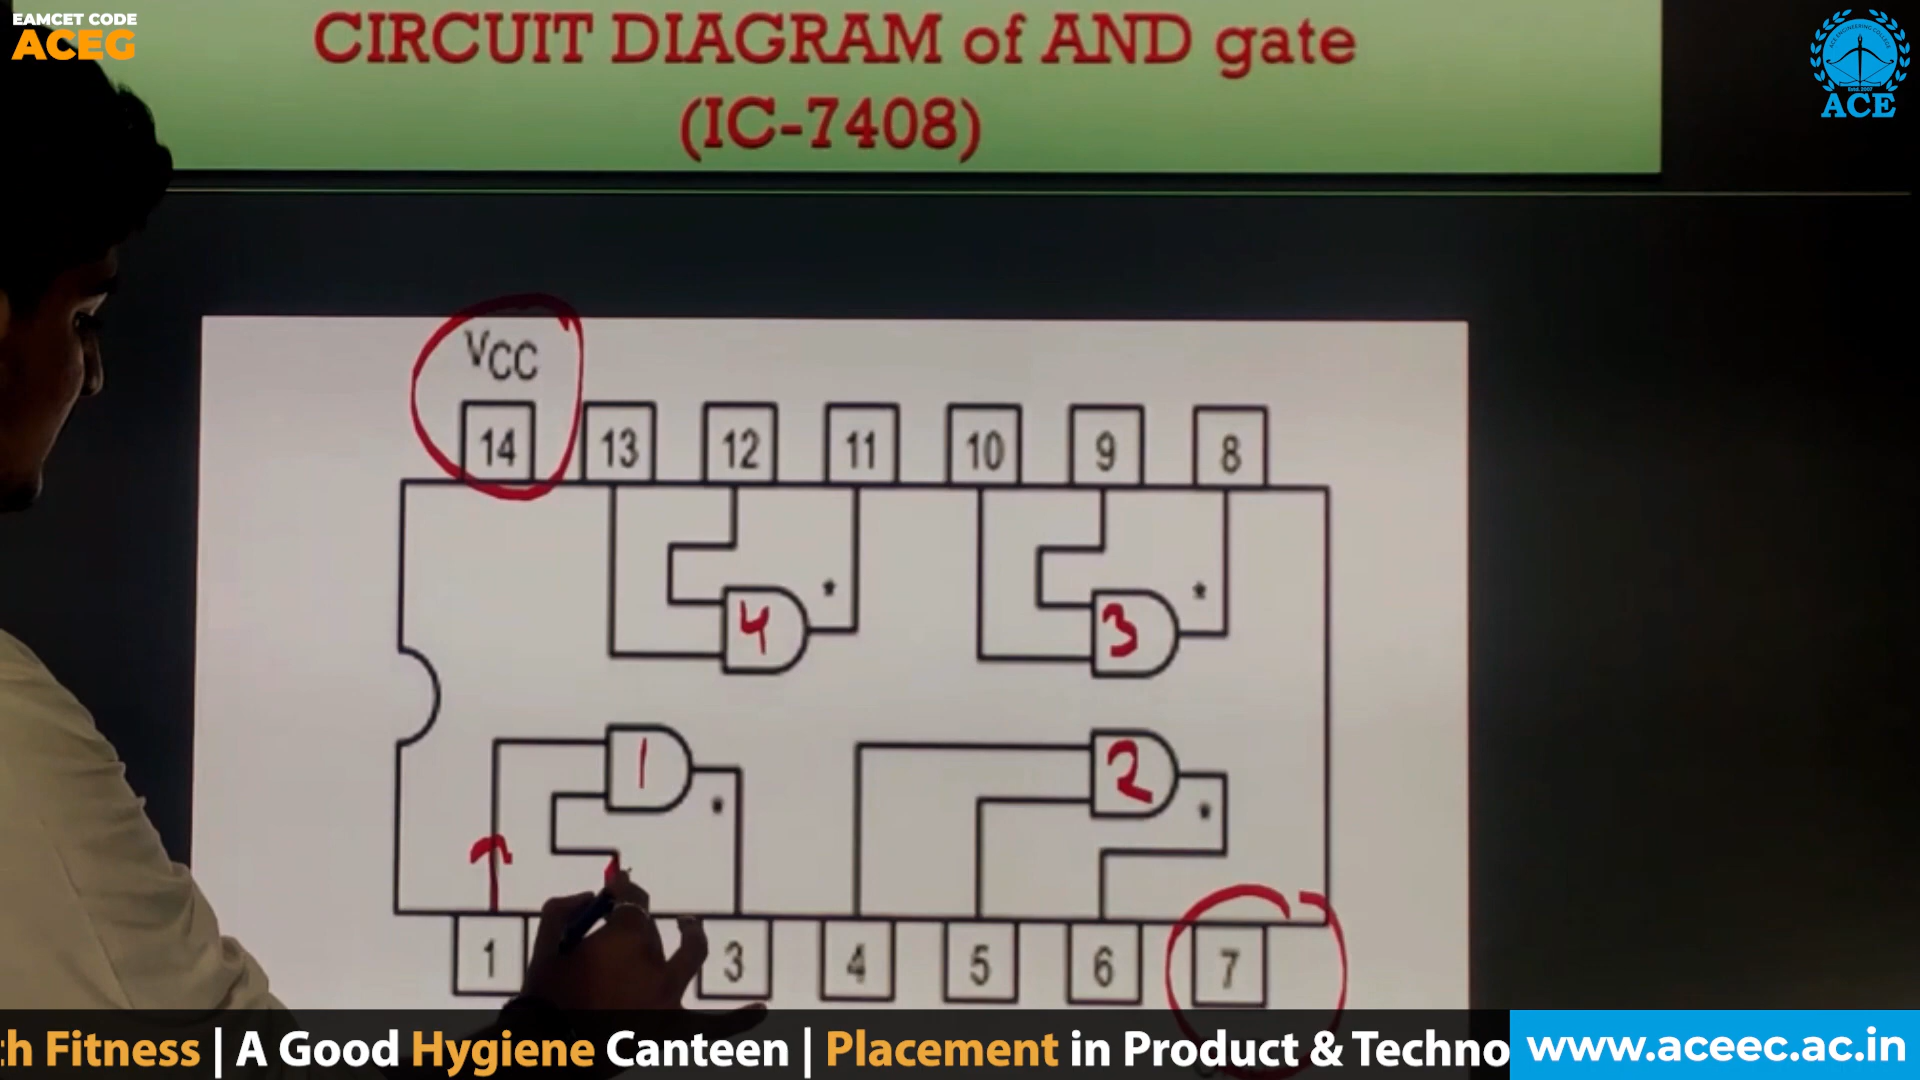 EAMCET CODE
ACEG
CIRCUIT DIAGRAM of AND gate
(IC-7408)
ACE
VCC
14 13 12 11 10 9 8
4 3
1 2
1 3 4 5 6 7
th Fitness | A Good Hygiene Canteen | Placement in Product & Techno
www.aceec.ac.in